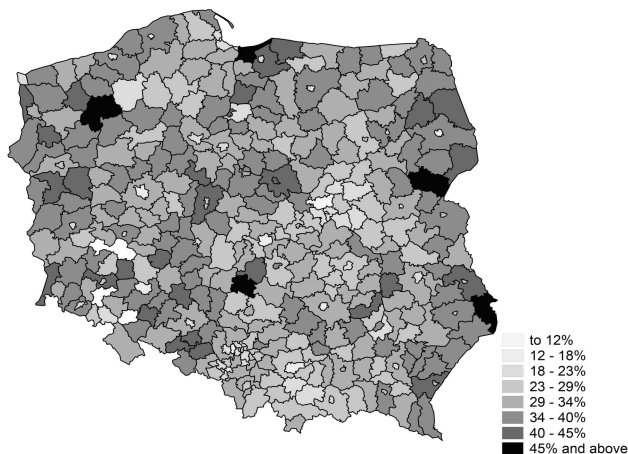 to 12%
12 - 18%
18 - 23%
23 - 29%
29 - 34%
34 - 40%
40 - 45%
45% and above